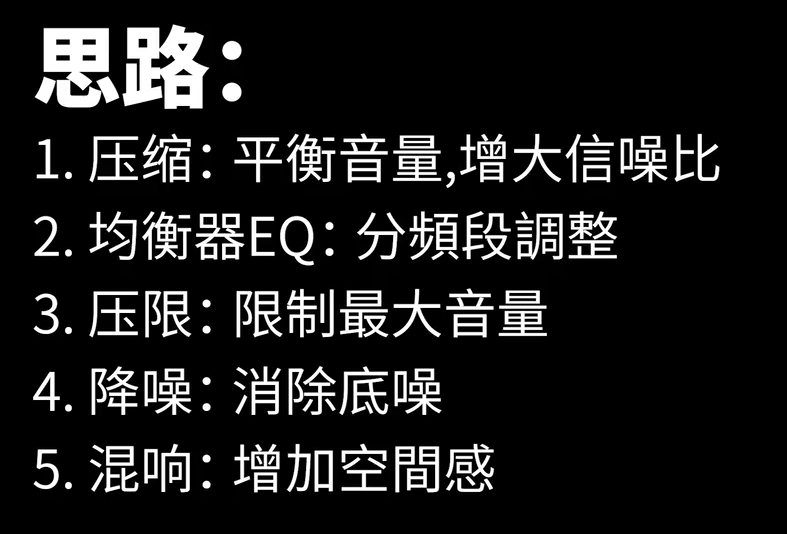 思路：
1. 压缩：平衡音量,增大信噪比
2. 均衡器EQ：分頻段調整
3. 压限：限制最大音量
4. 降噪：消除底噪
5. 混响：增加空間感